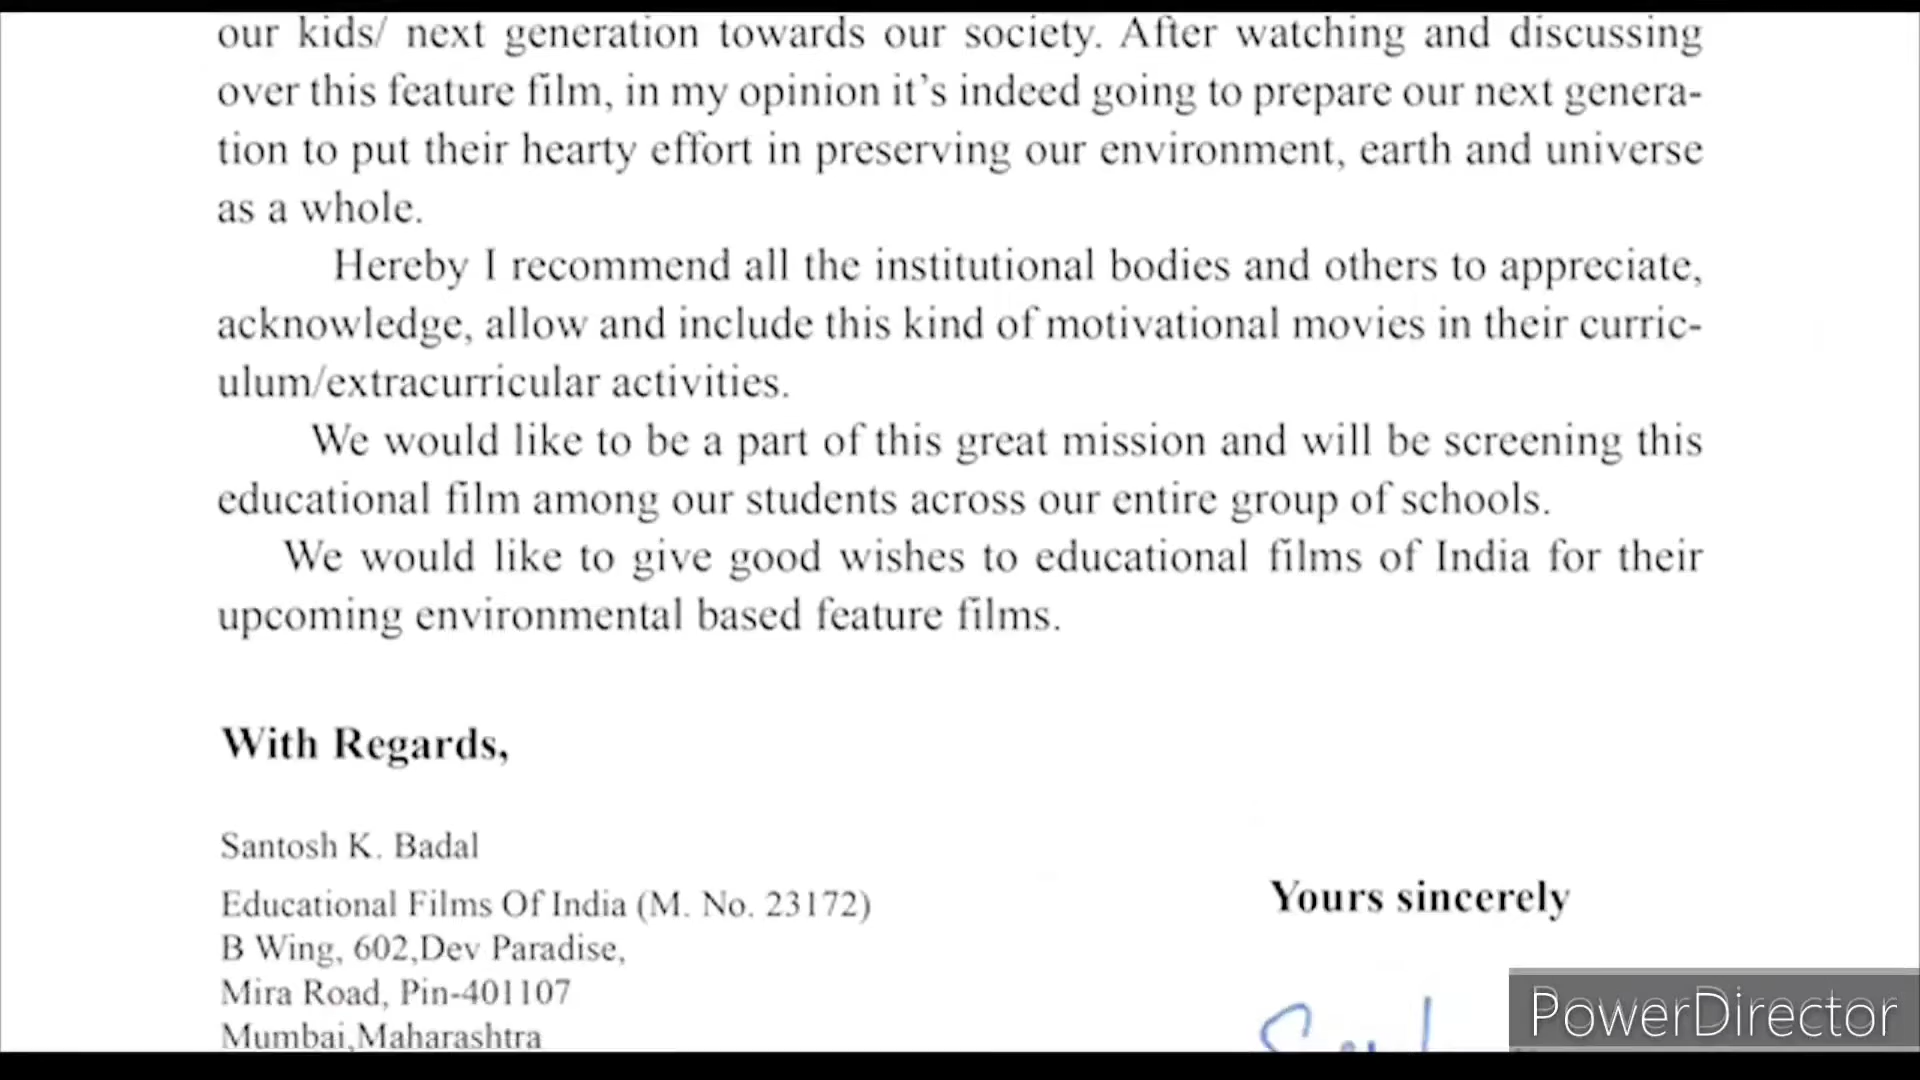 our kids/ next generation towards our society. After watching and discussing
over this feature film, in my opinion it’s indeed going to prepare our next genera-
tion to put their hearty effort in preserving our environment, earth and universe
as a whole.
Hereby I recommend all the institutional bodies and others to appreciate,
acknowledge, allow and include this kind of motivational movies in their curric-
ulum/extracurricular activities.
We would like to be a part of this great mission and will be screening this
educational film among our students across our entire group of schools.
We would like to give good wishes to educational films of India for their
upcoming environmental based feature films.
With Regards,
Santosh K. Badal
Educational Films Of India (M. No. 23172)
B Wing, 602,Dev Paradise,
Mira Road, Pin-401107
Mumbai,Maharashtra
Yours sincerely
PowerDirector